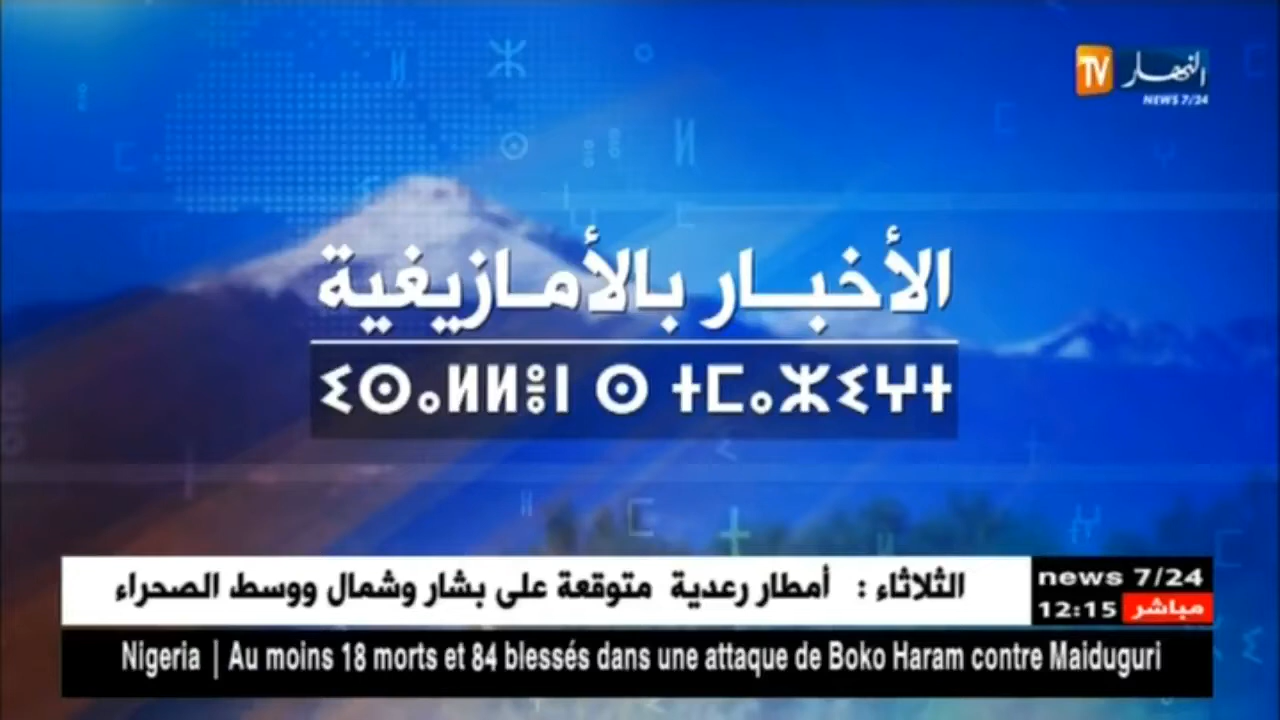 TV النهار
NEWS 7/24
الأخبار بالأمازيغية
ⵉⵙⴰⵍⵍⵓⵏ ⵙ ⵜⵎⴰⵣⵉⵖⵜ
الثلاثاء : أمطار رعدية متوقعة على بشار وشمال ووسط الصحراء
news 7/24
12:15 مباشر
Nigeria | Au moins 18 morts et 84 blessés dans une attaque de Boko Haram contre Maiduguri